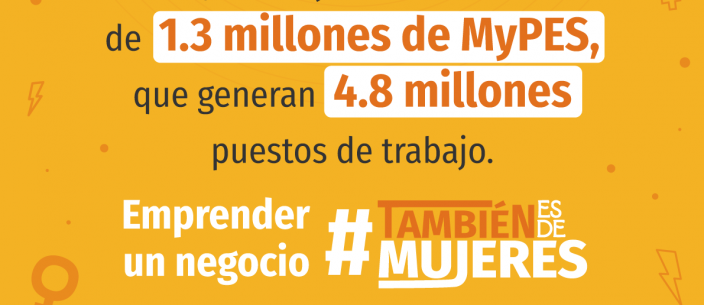 de 1.3 millones de MyPES,
que generan 4.8 millones
puestos de trabajo.
Emprender
un negocio
#TAMBIÉN ES DE
MUJERES